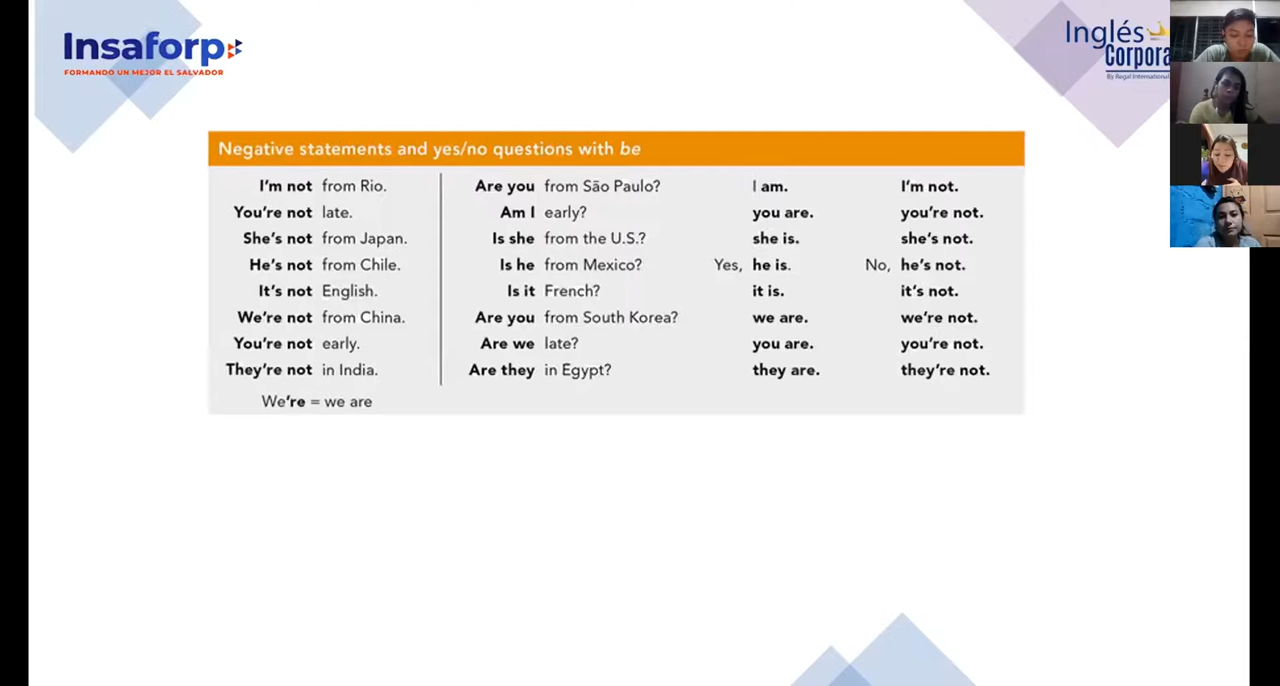 Insaforp
FORMANDO UN MEJOR EL SALVADOR
Inglés
Corpora
By Regal International
Negative statements and yes/no questions with be
I'm not from Rio. Are you from São Paulo? I am. I'm not.
You're not late. Am I early? you are. you're not.
She's not from Japan. Is she from the U.S.? she is. she's not.
He's not from Chile. Is he from Mexico? Yes, he is. No, he's not.
It's not English. Is it French? it is. it's not.
We're not from China. Are you from South Korea? we are. we're not.
You're not early. Are we late? you are. you're not.
They're not in India. Are they in Egypt? they are. they're not.
We're = we are